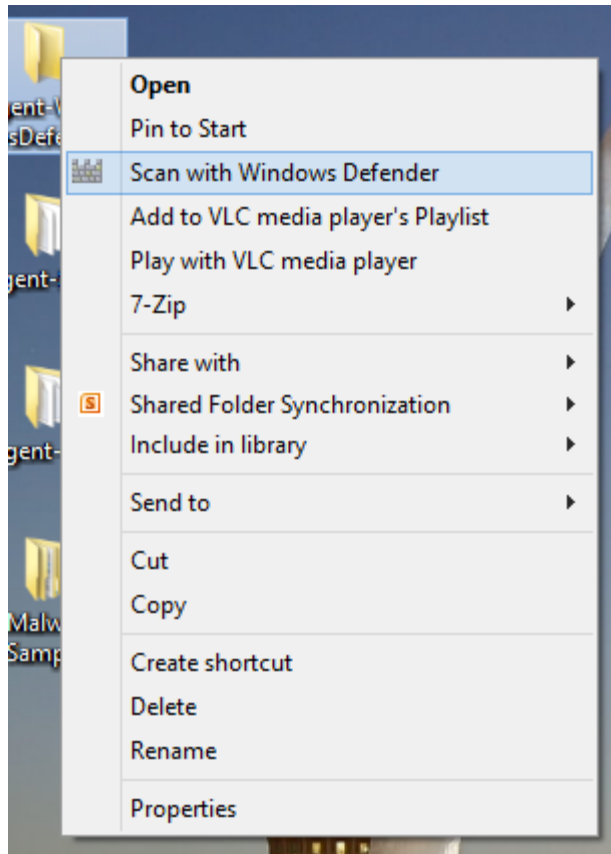 Open
Pin to Start
Scan with Windows Defender
Add to VLC media player's Playlist
Play with VLC media player
7-Zip
Share with
S
Shared Folder Synchronization
Include in library
Send to
Cut
Copy
Create shortcut
Delete
Rename
Properties